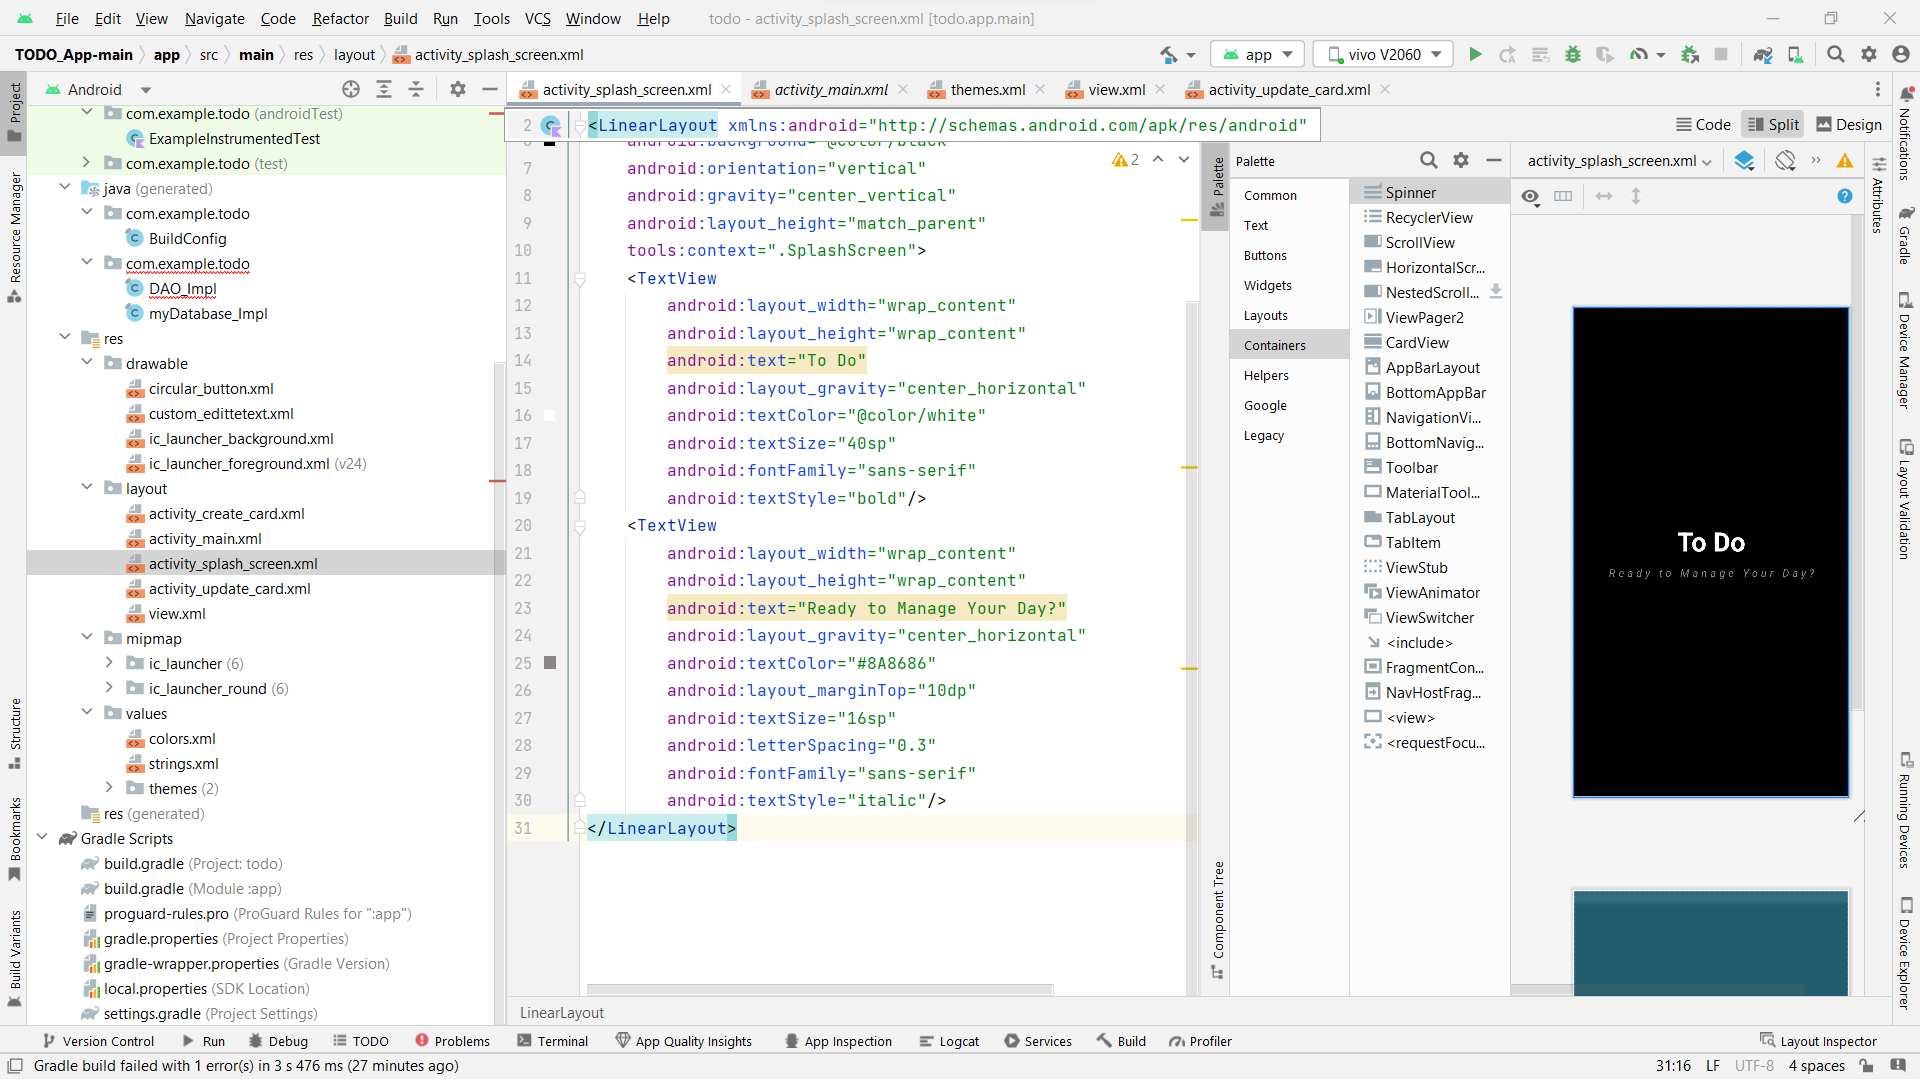 File Edit View Navigate Code Refactor Build Run Tools VCS Window Help todo - activity_splash_screen.xml [todo.app.main]
TODO_App-main app src main res layout activity_splash_screen.xml app vivo V2060
Project
Resource Manager
Structure
Bookmarks
Build Variants
Android
com.example.todo (androidTest)
ExampleInstrumentedTest
com.example.todo (test)
java (generated)
com.example.todo
BuildConfig
com.example.todo
DAO_Impl
myDatabase_Impl
res
drawable
circular_button.xml
custom_edittetext.xml
ic_launcher_background.xml
ic_launcher_foreground.xml (v24)
layout
activity_create_card.xml
activity_main.xml
activity_splash_screen.xml
activity_update_card.xml
view.xml
mipmap
ic_launcher (6)
ic_launcher_round (6)
values
colors.xml
strings.xml
themes (2)
res (generated)
Gradle Scripts
build.gradle (Project: todo)
build.gradle (Module :app)
proguard-rules.pro (ProGuard Rules for ":app")
gradle.properties (Project Properties)
gradle-wrapper.properties (Gradle Version)
local.properties (SDK Location)
settings.gradle (Project Settings)
activity_splash_screen.xml activity_main.xml themes.xml view.xml activity_update_card.xml
Code Split Design
2 <LinearLayout xmlns:android="http://schemas.android.com/apk/res/android"
android:background="@color/black"
2
7 android:orientation="vertical"
8 android:gravity="center_vertical"
9 android:layout_height="match_parent"
10 tools:context=".SplashScreen">
11 <TextView
12 android:layout_width="wrap_content"
13 android:layout_height="wrap_content"
14 android:text="To Do"
15 android:layout_gravity="center_horizontal"
16 android:textColor="@color/white"
17 android:textSize="40sp"
18 android:fontFamily="sans-serif"
19 android:textStyle="bold"/>
20 <TextView
21 android:layout_width="wrap_content"
22 android:layout_height="wrap_content"
23 android:text="Ready to Manage Your Day?"
24 android:layout_gravity="center_horizontal"
25 android:textColor="#8A8686"
26 android:layout_marginTop="10dp"
27 android:textSize="16sp"
28 android:letterSpacing="0.3"
29 android:fontFamily="sans-serif"
30 android:textStyle="italic"/>
31 </LinearLayout>
LinearLayout
Palette
Component Tree
Palette
Common
Text
Buttons
Widgets
Layouts
Containers
Helpers
Google
Legacy
Spinner
RecyclerView
ScrollView
HorizontalScr...
NestedScroll...
ViewPager2
CardView
AppBarLayout
BottomAppBar
NavigationVi...
BottomNavig...
Toolbar
MaterialTool...
TabLayout
TabItem
ViewStub
ViewAnimator
ViewSwitcher
<include>
FragmentCon...
NavHostFrag...
<view>
<requestFocu...
activity_splash_screen.xml
To Do
Ready to Manage Your Day?
Attributes
Notifications
Gradle
Device Manager
Layout Validation
Running Devices
Device Explorer
Version Control Run Debug TODO Problems Terminal App Quality Insights App Inspection Logcat Services Build Profiler Layout Inspector
Gradle build failed with 1 error(s) in 3 s 476 ms (27 minutes ago) 31:16 LF UTF-8 4 spaces